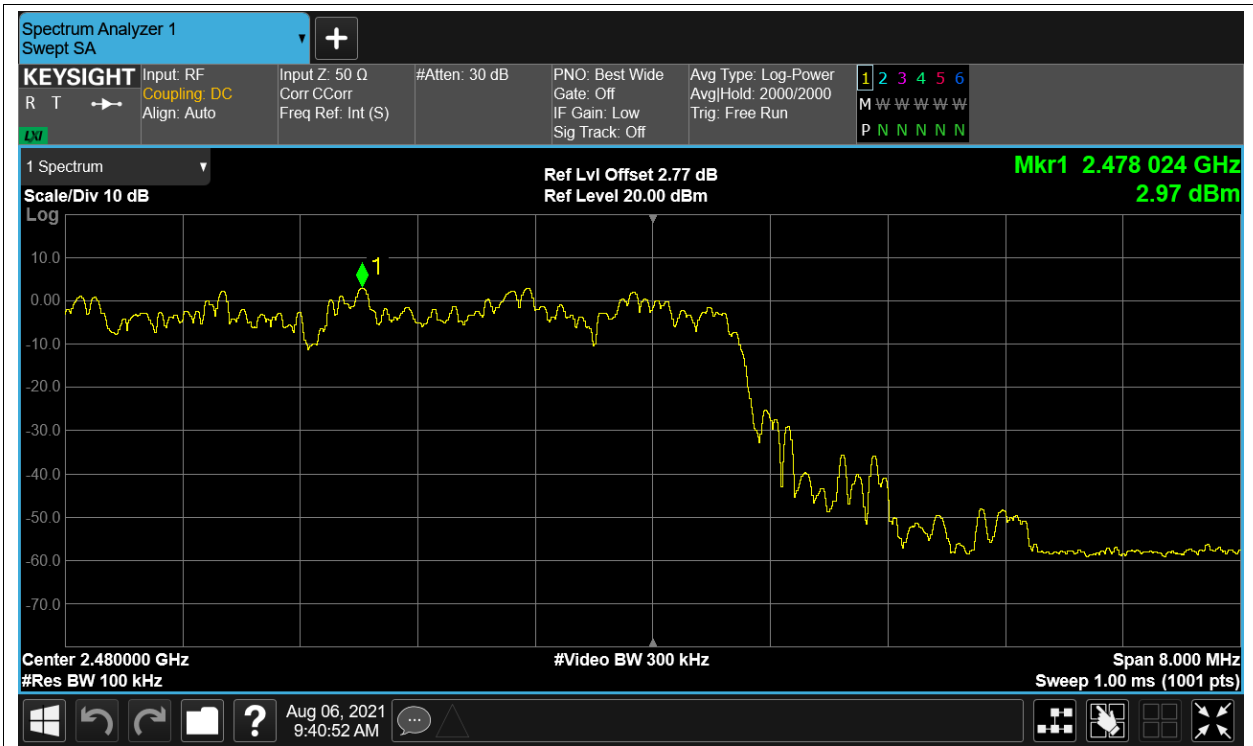 Spectrum Analyzer 1
Swept SA
+
KEYSIGHT
R T
LXI
Input: RF
Coupling: DC
Align: Auto
Input Z: 50 Ω
Corr CCorr
Freq Ref: Int (S)
#Atten: 30 dB
PNO: Best Wide
Gate: Off
IF Gain: Low
Sig Track: Off
Avg Type: Log-Power
Avg|Hold: 2000/2000
Trig: Free Run
1 2 3 4 5 6
M W W W W W
P N N N N N
1 Spectrum
Scale/Div 10 dB
Log
Ref Lvl Offset 2.77 dB
Ref Level 20.00 dBm
Mkr1 2.478 024 GHz
2.97 dBm
1
10.0
0.00
-10.0
-20.0
-30.0
-40.0
-50.0
-60.0
-70.0
Center 2.480000 GHz
#Res BW 100 kHz
#Video BW 300 kHz
Span 8.000 MHz
Sweep 1.00 ms (1001 pts)
?
Aug 06, 2021
9:40:52 AM